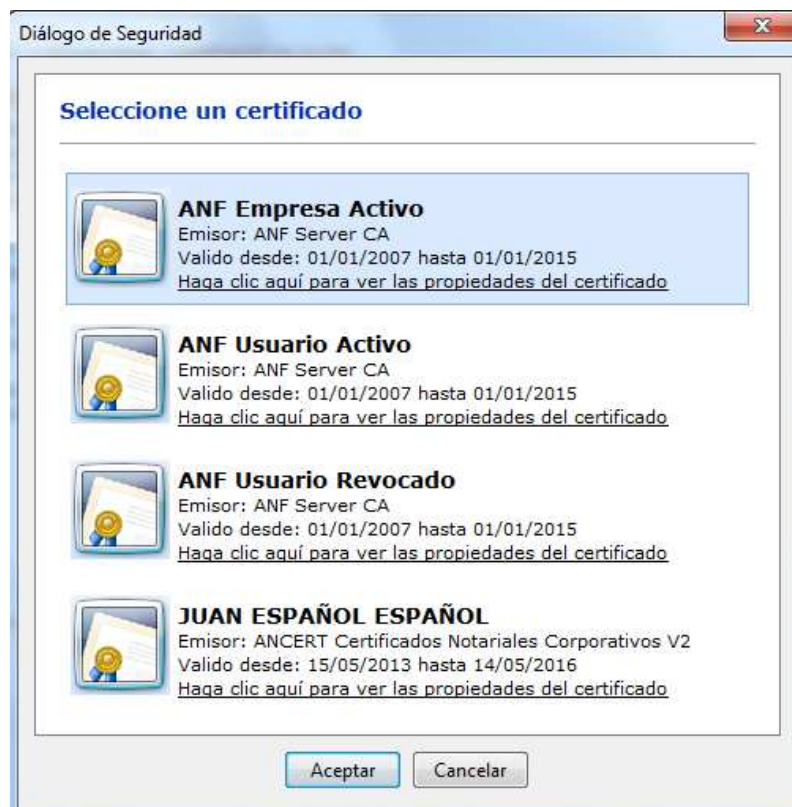 Diálogo de Seguridad
Seleccione un certificado
ANF Empresa Activo
Emisor: ANF Server CA
Valido desde: 01/01/2007 hasta 01/01/2015
Haga clic aquí para ver las propiedades del certificado
ANF Usuario Activo
Emisor: ANF Server CA
Valido desde: 01/01/2007 hasta 01/01/2015
Haga clic aquí para ver las propiedades del certificado
ANF Usuario Revocado
Emisor: ANF Server CA
Valido desde: 01/01/2007 hasta 01/01/2015
Haga clic aquí para ver las propiedades del certificado
JUAN ESPAÑOL ESPAÑOL
Emisor: ANCERT Certificados Notariales Corporativos V2
Valido desde: 15/05/2013 hasta 14/05/2016
Haga clic aquí para ver las propiedades del certificado
Aceptar Cancelar